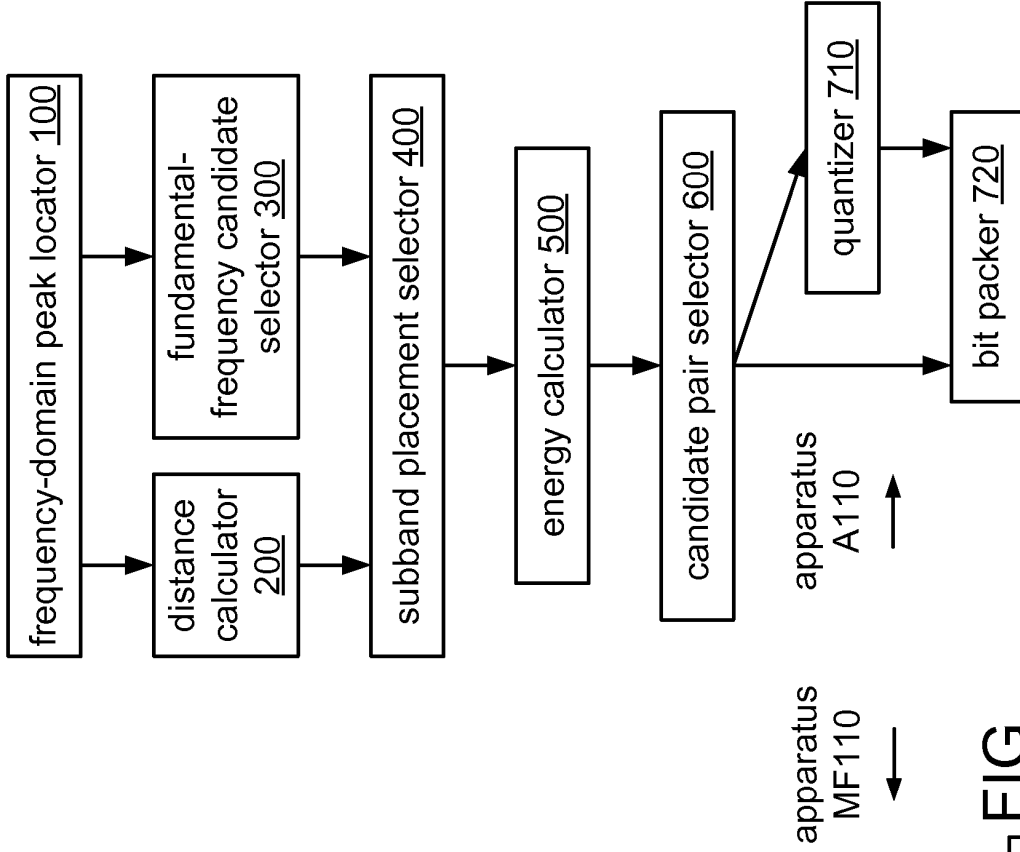 frequency-domain peak locator 100
distance
calculator
200
fundamental-
frequency candidate
selector 300
subband placement selector 400
energy calculator 500
candidate pair selector 600
quantizer 710
bit packer 720
apparatus
MF110
apparatus
A110
FIG